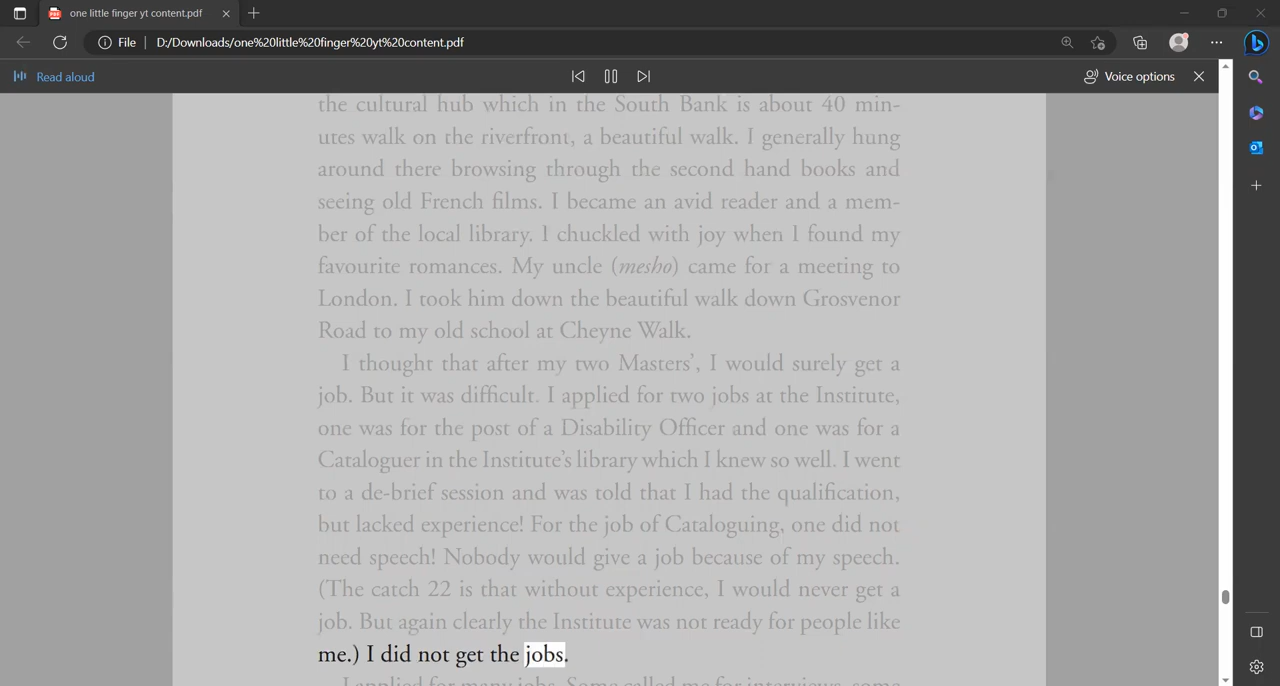 one little finger yt content.pdf
File
D:/Downloads/one%20little%20finger%20yt%20content.pdf
Read aloud
Voice options
the cultural hub which in the South Bank is about 40 min-
utes walk on the riverfront, a beautiful walk. I generally hung
around there browsing through the second hand books and
seeing old French films. I became an avid reader and a mem-
ber of the local library. I chuckled with joy when I found my
favourite romances. My uncle (mesho) came for a meeting to
London. I took him down the beautiful walk down Grosvenor
Road to my old school at Cheyne Walk.
I thought that after my two Masters’, I would surely get a
job. But it was difficult. I applied for two jobs at the Institute,
one was for the post of a Disability Officer and one was for a
Cataloguer in the Institute’s library which I knew so well. I went
to a de-brief session and was told that I had the qualification,
but lacked experience! For the job of Cataloguing, one did not
need speech! Nobody would give a job because of my speech.
(The catch 22 is that without experience, I would never get a
job. But again clearly the Institute was not ready for people like
me.) I did not get the jobs.
I applied for many jobs. Some called me for interviews, some